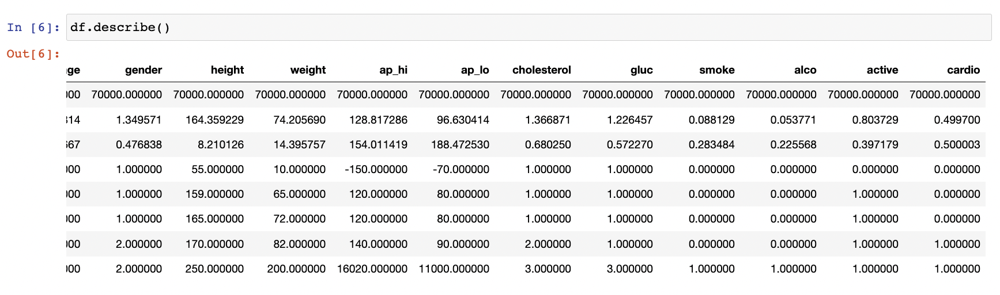 In [6]: df.describe()
Out[6]:
ge gender height weight ap_hi ap_lo cholesterol gluc smoke alco active cardio
00 70000.000000 70000.000000 70000.000000 70000.000000 70000.000000 70000.000000 70000.000000 70000.000000 70000.000000 70000.000000 70000.000000
14 1.349571 164.359229 74.205690 128.817286 96.630414 1.366871 1.226457 0.088129 0.053771 0.803729 0.499700
67 0.476838 8.210126 14.395757 154.011419 188.472530 0.680250 0.572270 0.283484 0.225568 0.397179 0.500003
00 1.000000 55.000000 10.000000 -150.000000 -70.000000 1.000000 1.000000 0.000000 0.000000 0.000000 0.000000
00 1.000000 159.000000 65.000000 120.000000 80.000000 1.000000 1.000000 0.000000 0.000000 1.000000 0.000000
00 1.000000 165.000000 72.000000 120.000000 80.000000 1.000000 1.000000 0.000000 0.000000 1.000000 0.000000
00 2.000000 170.000000 82.000000 140.000000 90.000000 2.000000 1.000000 0.000000 0.000000 1.000000 1.000000
00 2.000000 250.000000 200.000000 16020.000000 11000.000000 3.000000 3.000000 1.000000 1.000000 1.000000 1.000000